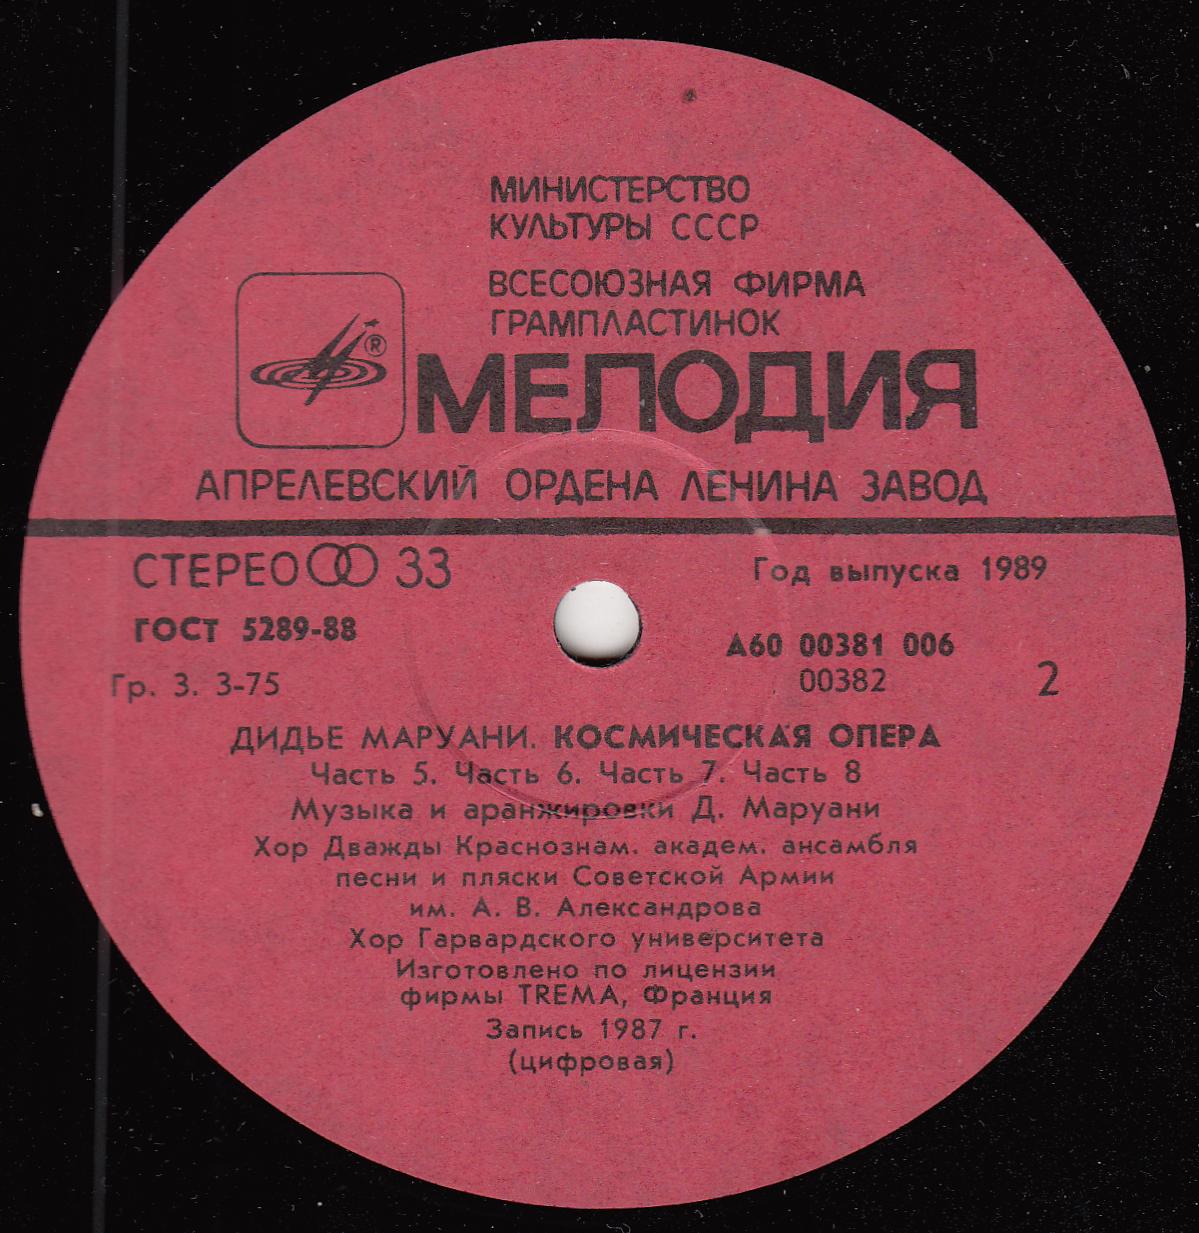 МИНИСТЕРСТВО
КУЛЬТУРЫ СССР
ВСЕСОЮЗНАЯ ФИРМА
ГРАМПЛАСТИНОК
®
МЕЛОДИЯ
АПРЕЛЕВСКИЙ ОРДЕНА ЛЕНИНА ЗАВОД
СТЕРЕО 33
Год выпуска 1989
ГОСТ 5289-88
А60 00381 006
Гр. 3. 3-75
00382
2
ДИДЬЕ МАРУАНИ. КОСМИЧЕСКАЯ ОПЕРА
Часть 5. Часть 6. Часть 7. Часть 8
Музыка и аранжировки Д. Маруани
Хор Дважды Краснознам. академ. ансамбля
песни и пляски Советской Армии
им. А. В. Александрова
Хор Гарвардского университета
Изготовлено по лицензии
фирмы TREMA, Франция
Запись 1987 г.
(цифровая)